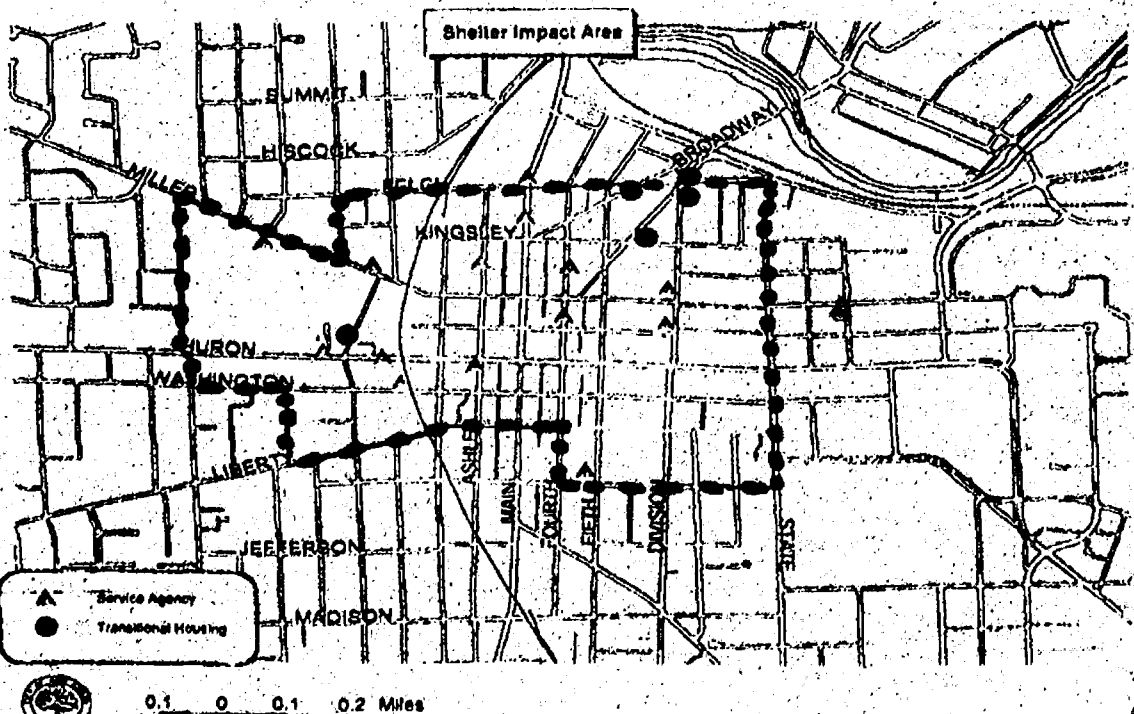 Shelter Impact Area
SUMMIT
HISCOCK
BROADWAY
MILLER
FELCH
KINGSLEY
HURON
WASHINGTON
LIBERTY
ASHLEY
MAIN
FOURTH
FIFTH
DIVISION
STATE
JEFFERSON
MADISON
Service Agency
Transitional Housing
0.1 0 0.1 0.2 Miles